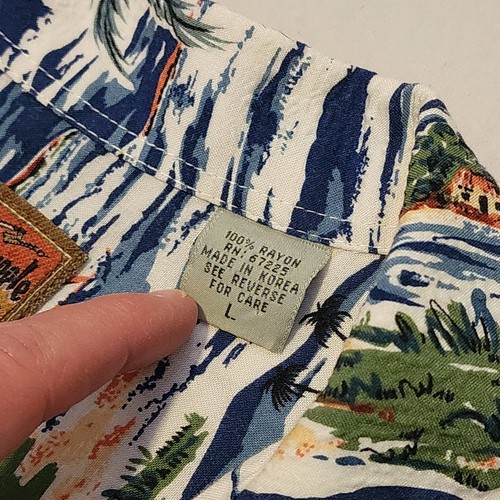 100% RAYON
RN: 67225
MADE IN KOREA
SEE REVERSE
FOR CARE
L